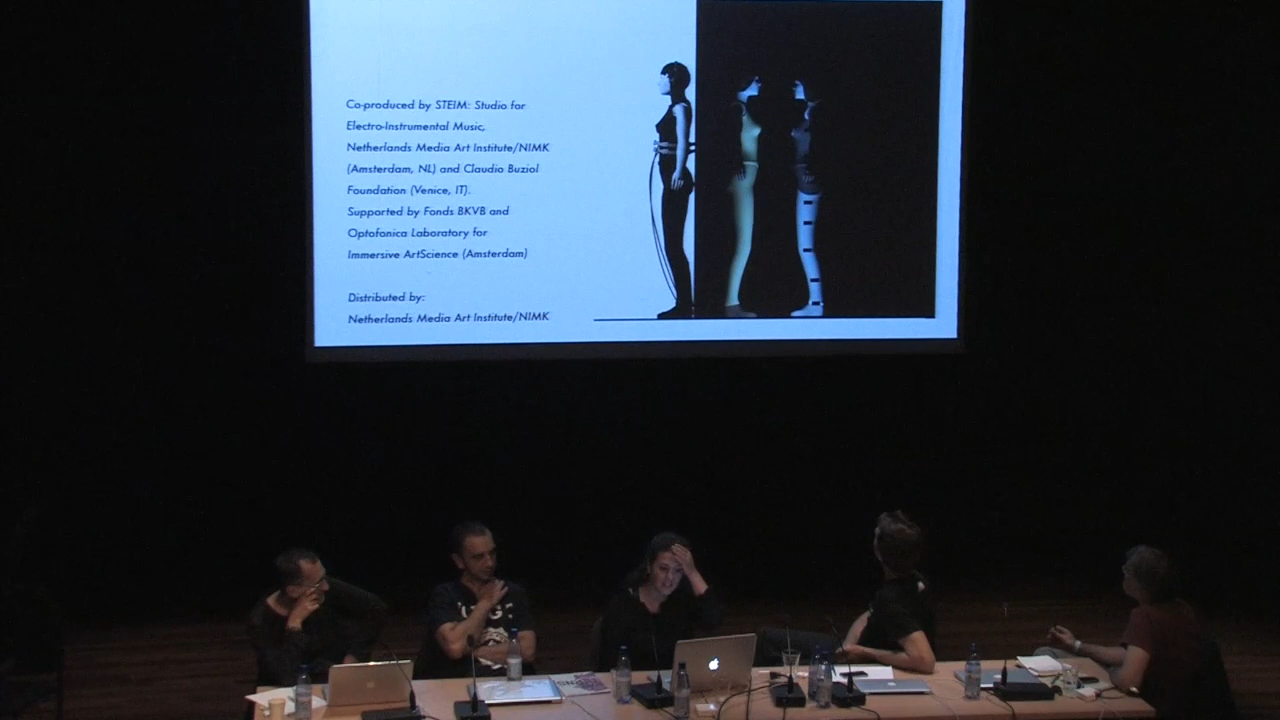 Co-produced by STEIM: Studio for
Electro-Instrumental Music,
Netherlands Media Art Institute/NIMK
(Amsterdam, NL) and Claudio Buziol
Foundation (Venice, IT).
Supported by Fonds BKVB and
Optofonica Laboratory for
Immersive ArtScience (Amsterdam)
Distributed by:
Netherlands Media Art Institute/NIMK